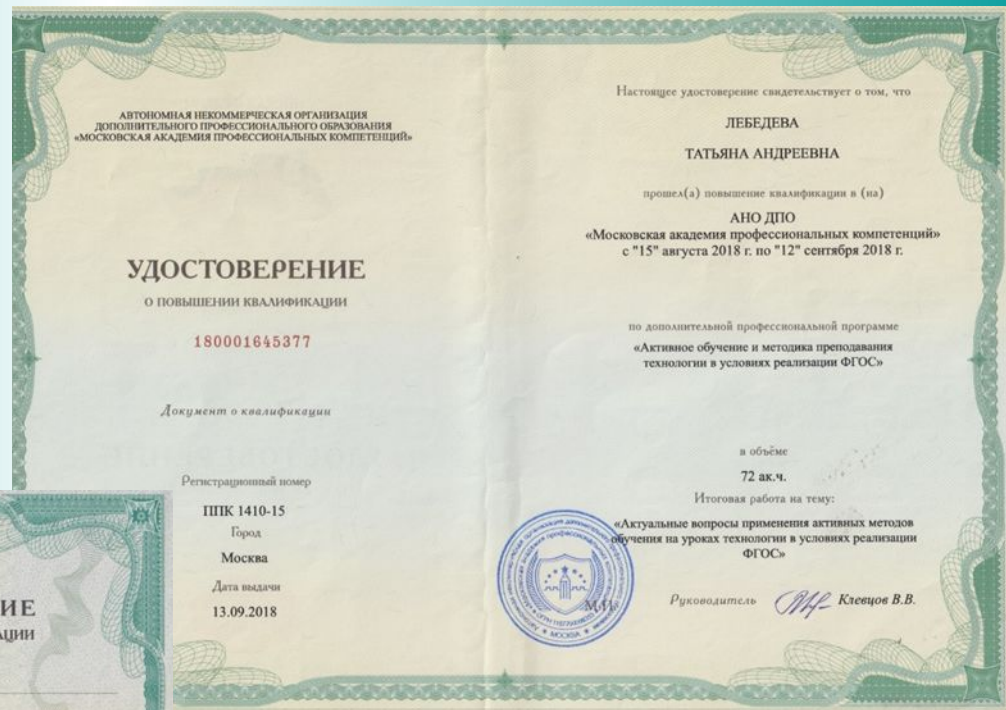 АВТОНОМНАЯ НЕКОММЕРЧЕСКАЯ ОРГАНИЗАЦИЯ
ДОПОЛНИТЕЛЬНОГО ПРОФЕССИОНАЛЬНОГО ОБРАЗОВАНИЯ
«МОСКОВСКАЯ АКАДЕМИЯ ПРОФЕССИОНАЛЬНЫХ КОМПЕТЕНЦИЙ»
УДОСТОВЕРЕНИЕ
О ПОВЫШЕНИИ КВАЛИФИКАЦИИ
180001645377
Документ о квалификации
Регистрационный номер
ППК 1410-15
Город
Москва
Дата выдачи
13.09.2018
Настоящее удостоверение свидетельствует о том, что
ЛЕБЕДЕВА
ТАТЬЯНА АНДРЕЕВНА
прошел(а) повышение квалификации в (на)
АНО ДПО
«Московская академия профессиональных компетенций»
с "15" августа 2018 г. по "12" сентября 2018 г.
по дополнительной профессиональной программе
«Активное обучение и методика преподавания
технологии в условиях реализации ФГОС»
в объёме
72 ак.ч.
Итоговая работа на тему:
«Актуальные вопросы применения активных методов
обучения на уроках технологии в условиях реализации
ФГОС»
М.П.
Руководитель Клевцов В.В.
МОСКВА
ИЕ
АЦИИ